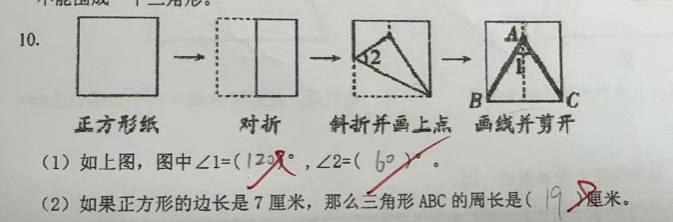 不能围成一个三角形。
10.
2 A 1 B C
正方形纸 对折 斜折并画上点 画线并剪开
(1) 如上图，图中∠1=(120)°，∠2=(60)°。
(2) 如果正方形的边长是7厘米，那么三角形ABC的周长是(19)厘米。